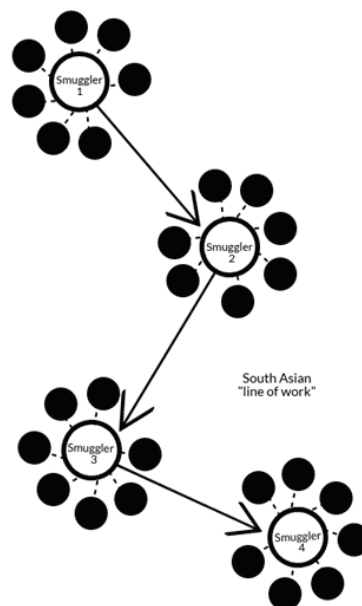 Smuggler
1
Smuggler
2
South Asian
"line of work"
Smuggler
3
Smuggler
4